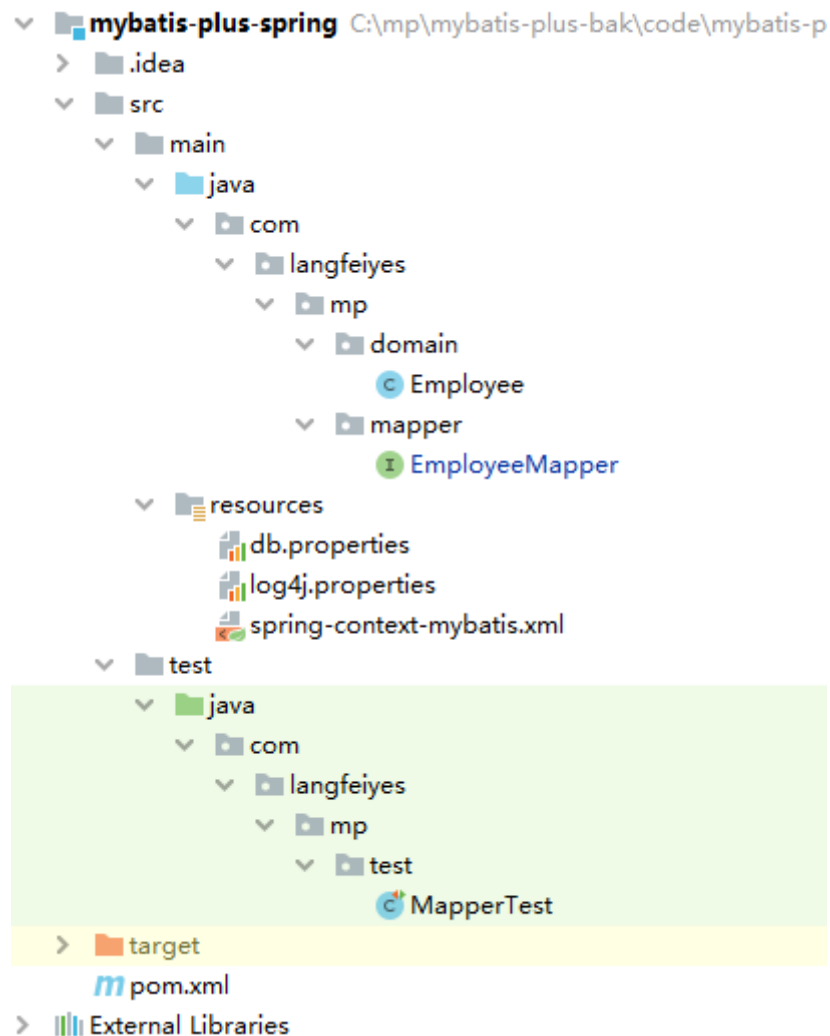 mybatis-plus-spring C:\mp\mybatis-plus-bak\code\mybatis-p
.idea
src
main
java
com
langfeiyes
mp
domain
C Employee
mapper
I EmployeeMapper
resources
db.properties
log4j.properties
spring-context-mybatis.xml
test
java
com
langfeiyes
mp
test
C MapperTest
target
m pom.xml
External Libraries